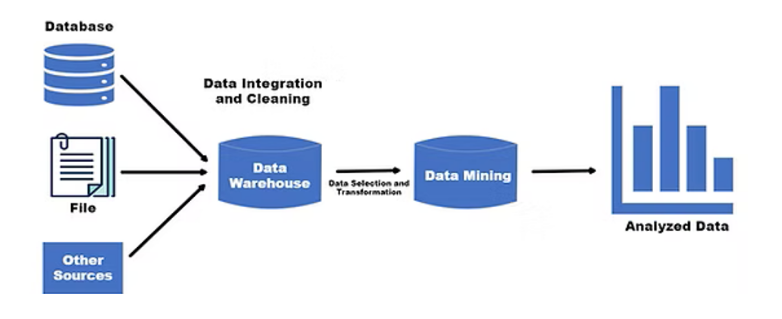 Database
Data Integration
and Cleaning
Data
Warehouse
Data Selection and
Transformation
Data Mining
File
Other
Sources
Analyzed Data